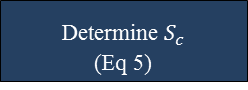 Determine S_c
(Eq 5)